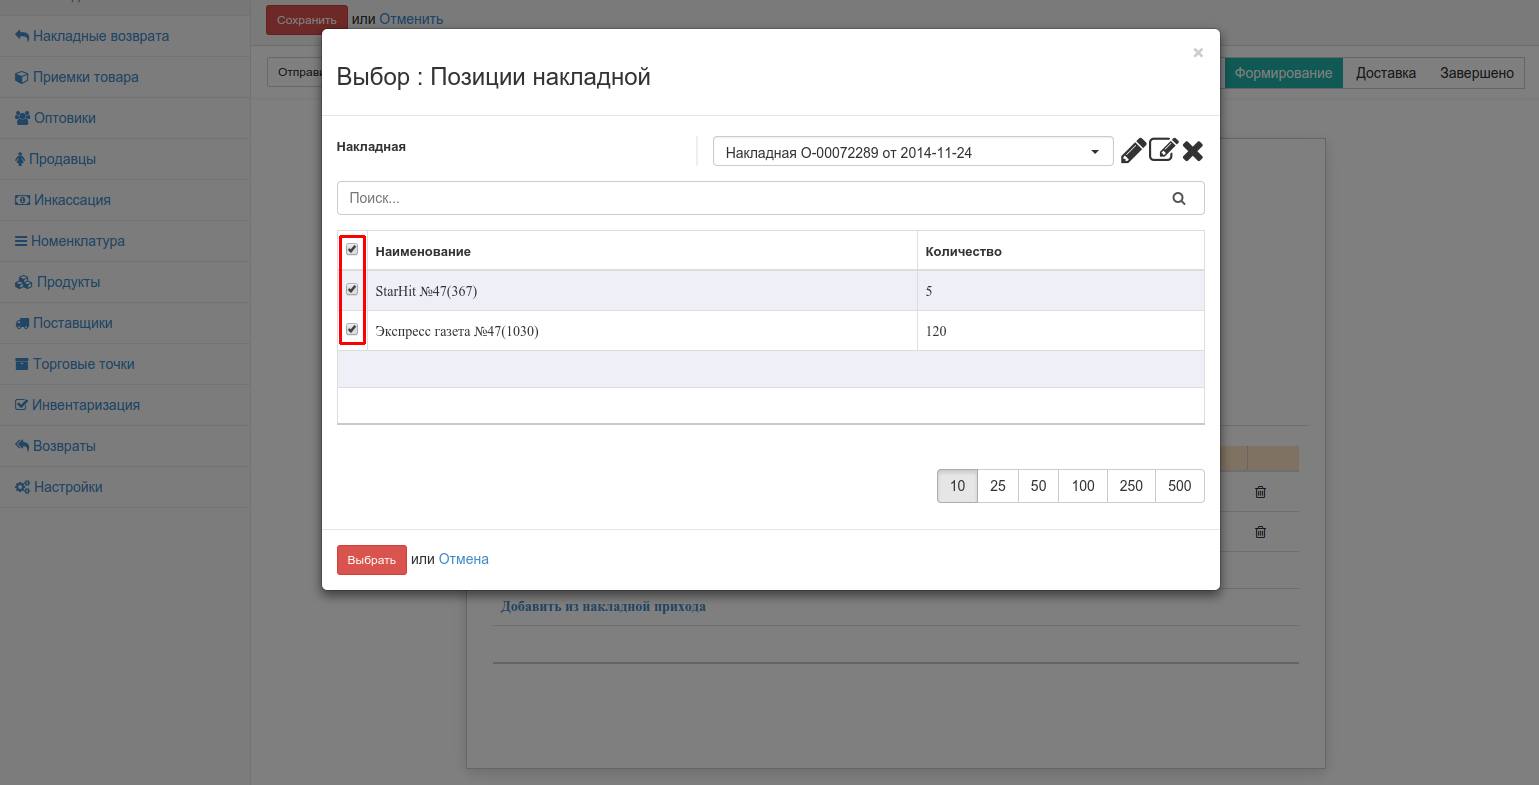 Накладные возврата
Приемки товара
Оптовики
Продавцы
Инкассация
Номенклатура
Продукты
Поставщики
Торговые точки
Инвентаризация
Возвраты
Настройки
Сохранить или Отменить
Формирование Доставка Завершено
×
Выбор : Позиции накладной
Накладная
Накладная О-00072289 от 2014-11-24
Поиск...
Наименование Количество
StarHit №47(367) 5
Экспресс газета №47(1030) 120
10 25 50 100 250 500
Выбрать или Отмена
Добавить из накладной прихода